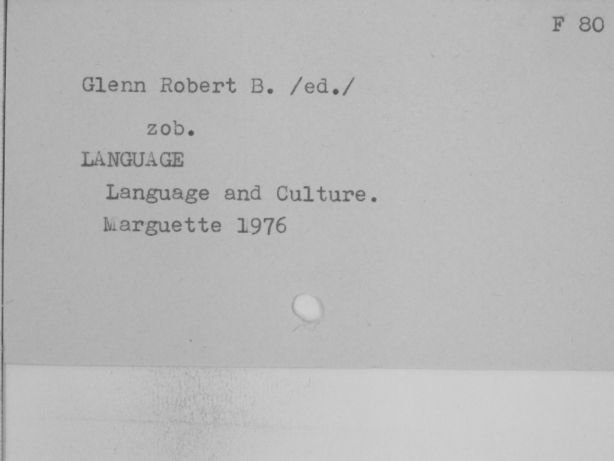 F 80
Glenn Robert B. /ed./
zob.
LANGUAGE
Language and Culture.
Marguette 1976